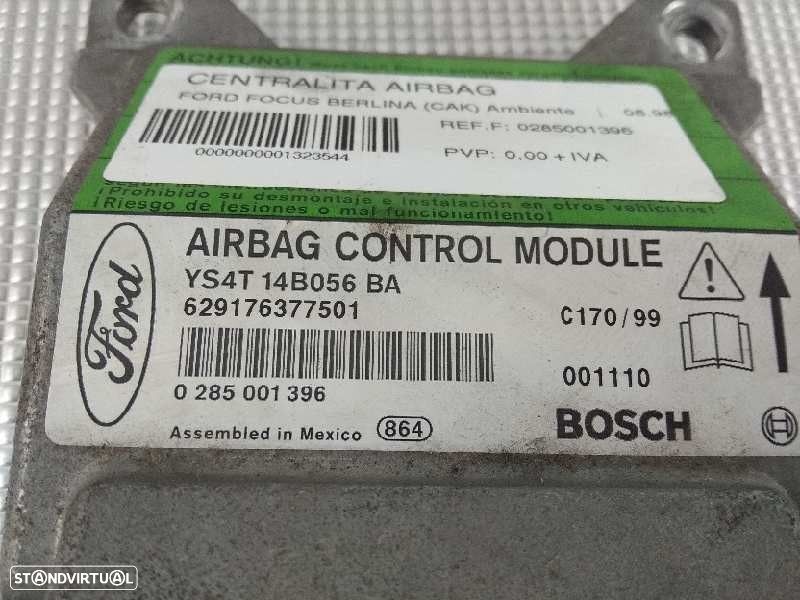 ACHTUNG!
CENTRALITA AIRBAG
FORD FOCUS BERLINA (CAK) Ambiente | 08.98
REF.F: 0285001396
0000000001323544
PVP: 0.00 + IVA
¡Prohibido su desmontaje e instalación en otros vehículos!
¡Riesgo de lesiones o mal funcionamiento!
Ford
AIRBAG CONTROL MODULE
YS4T 14B056 BA
629176377501
C170/99
001110
0 285 001 396
Assembled in Mexico 864
BOSCH
STANDVIRTUAL